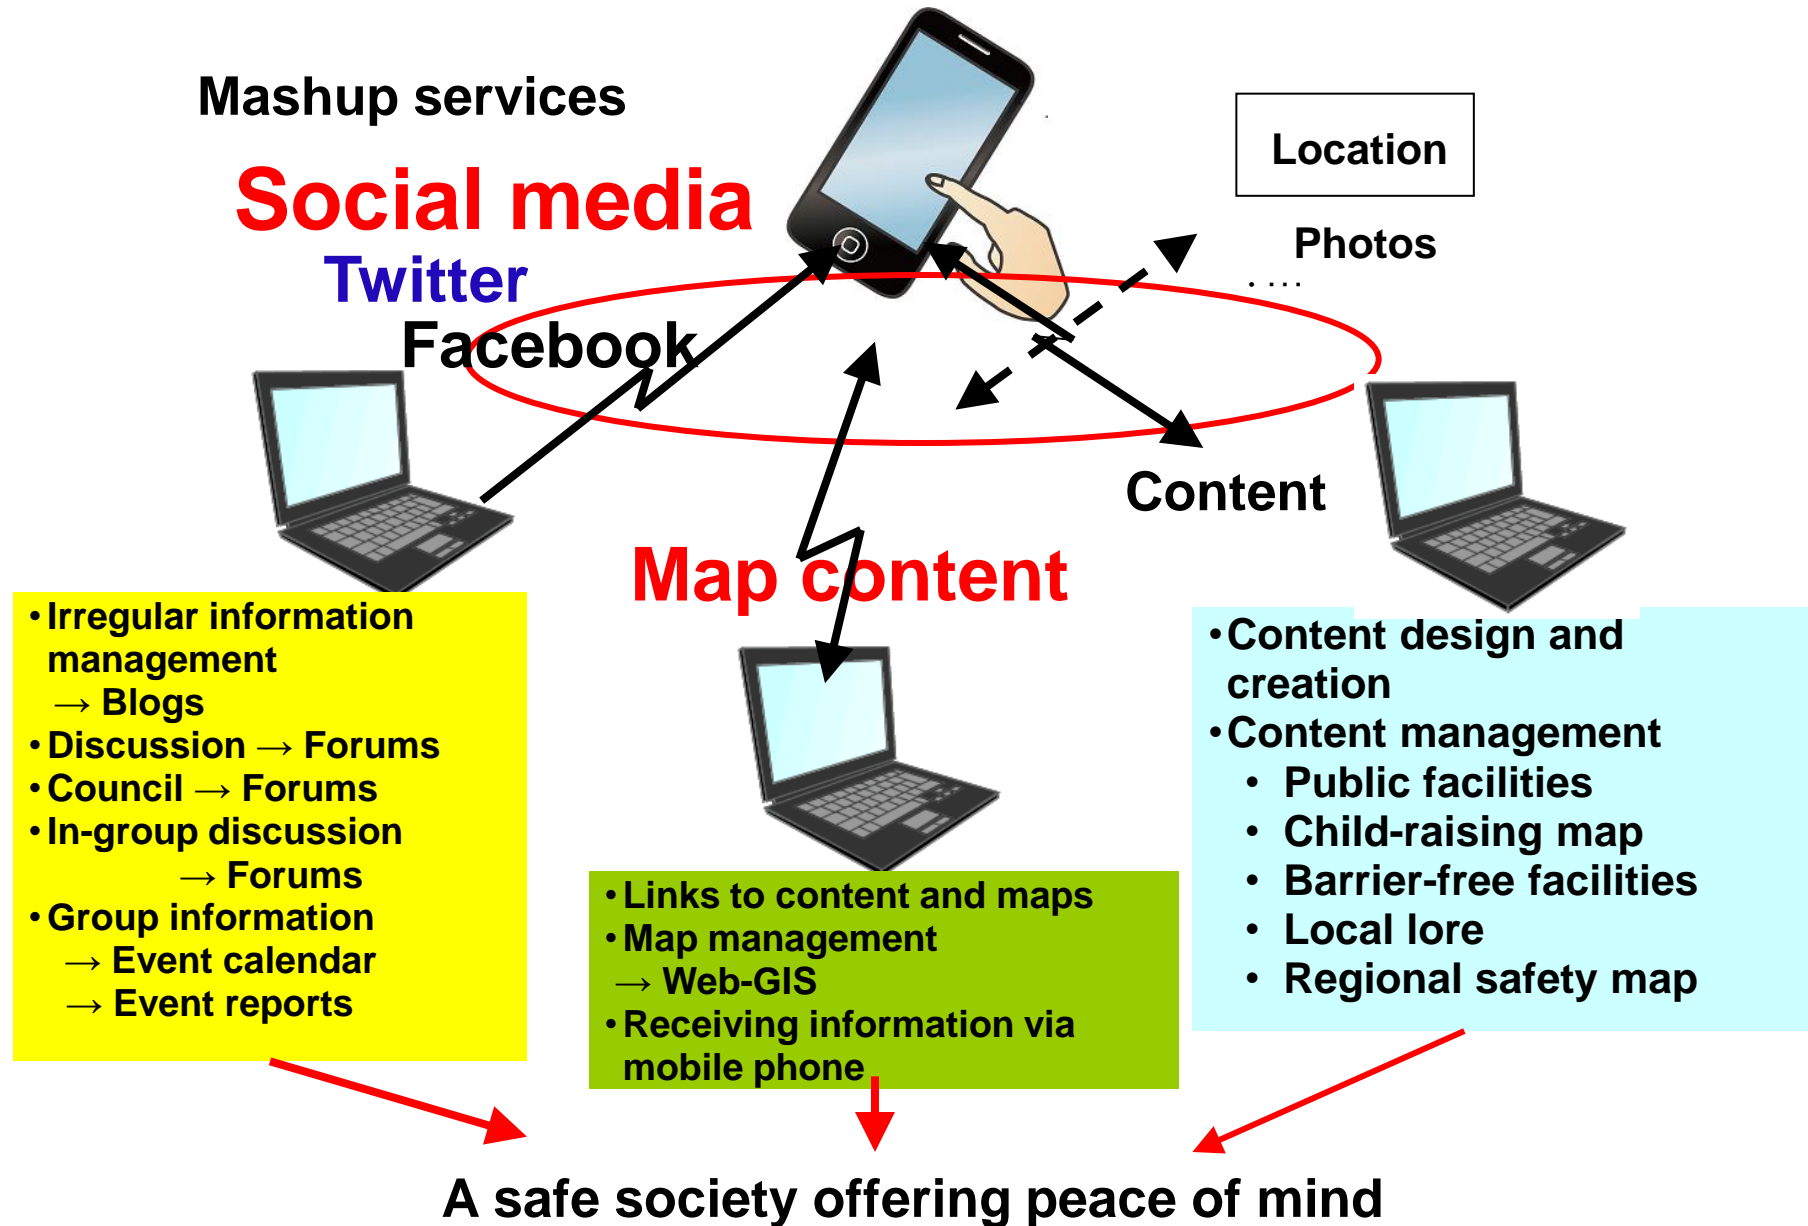 Mashup services
Social media
Twitter
Facebook
Location
Photos
. ...
Content
Map content
•Irregular information
management
→ Blogs
•Discussion → Forums
•Council → Forums
•In-group discussion
→ Forums
•Group information
→ Event calendar
→ Event reports
•Links to content and maps
•Map management
→ Web-GIS
•Receiving information via
mobile phone
•Content design and
creation
•Content management
• Public facilities
• Child-raising map
• Barrier-free facilities
• Local lore
• Regional safety map
A safe society offering peace of mind